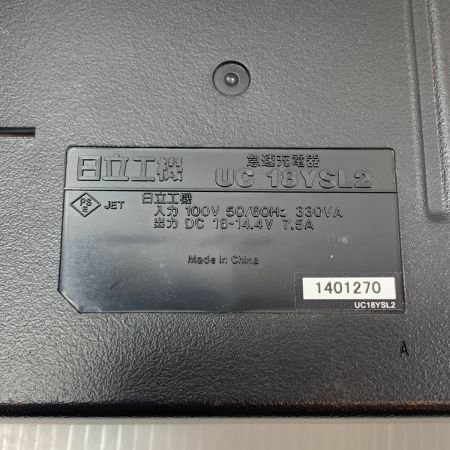 日立工機
急速充電器
UC 18YSL2
PS
E
JET
日立工機
入力 100V 50/60Hz 330VA
出力 DC 18-14.4V 7.5A
Made in China
1401270
UC18YSL2
A